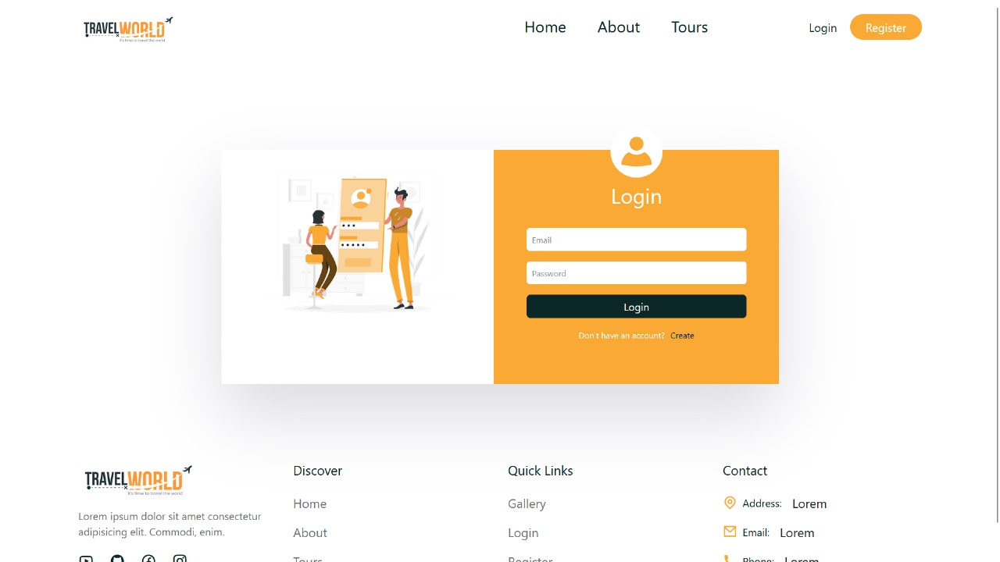 TRAVELWORLD
It's time to travel the world
Home About Tours Login Register
Login
Email
Password
Login
Don't have an account? Create
TRAVELWORLD
It's time to travel the world
Lorem ipsum dolor sit amet consectetur
adipisicing elit. Commodi, enim.
Discover
Home
About
Tours
Quick Links
Gallery
Login
Register
Contact
Address: Lorem
Email: Lorem
Phone: Lorem